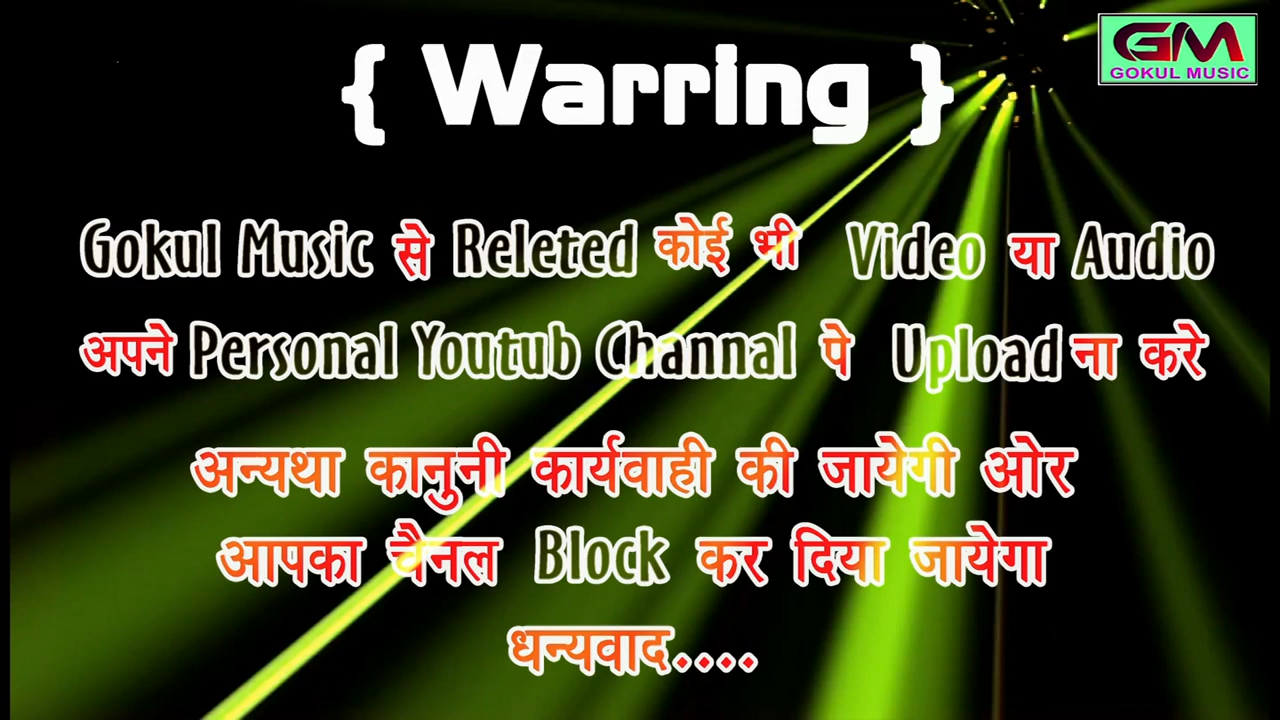 { Warring }
GM
GOKUL MUSIC
Gokul Music से Releted कोई भी Video या Audio
अपने Personal Youtub Channal पे Upload ना करे
अन्यथा कानुनी कार्यवाही की जायेगी ओर
आपका चैनल Block कर दिया जायेगा
धन्यवाद....